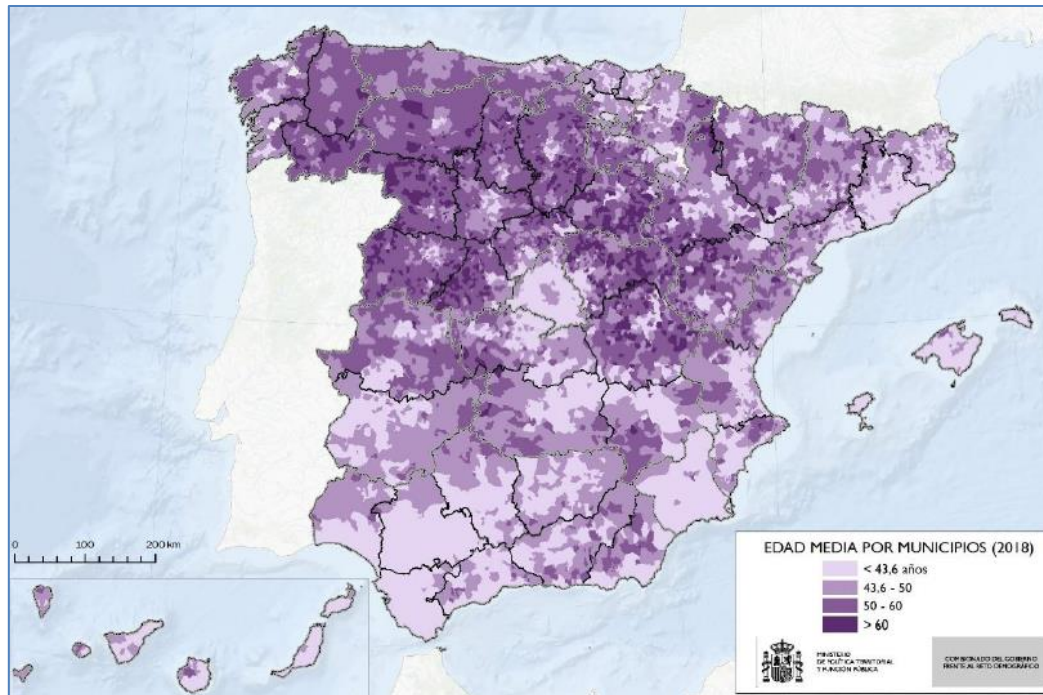 0 100 200 km
EDAD MEDIA POR MUNICIPIOS (2018)
< 43,6 años
43,6 - 50
50 - 60
> 60
MINISTERIO
DE POLÍTICA TERRITORIAL
Y FUNCIÓN PÚBLICA
COMISIONADO DEL GOBIERNO
FRENTE AL RETO DEMOGRÁFICO